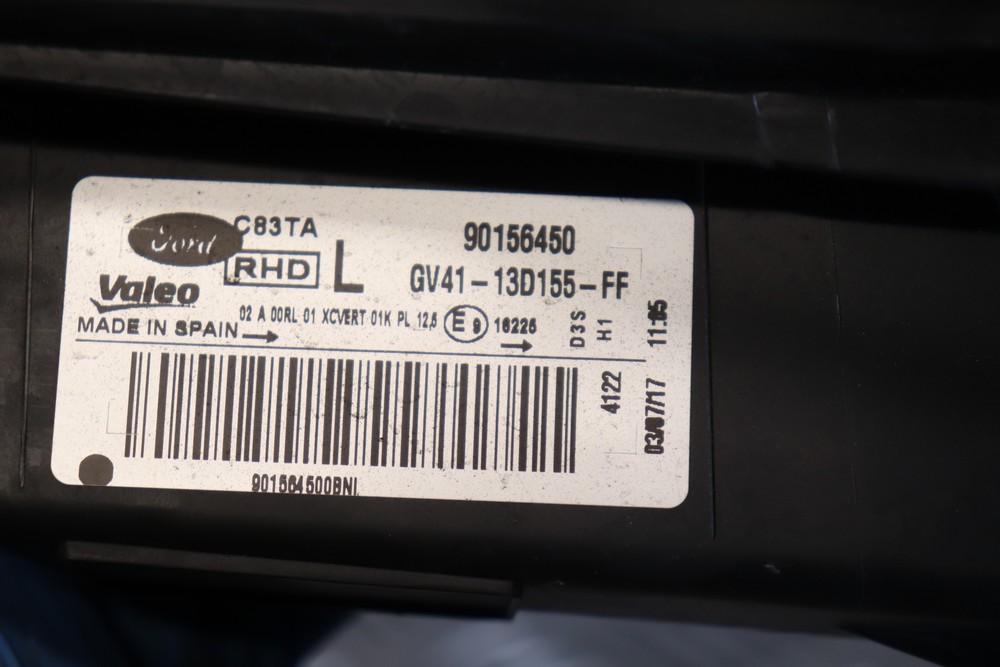 Ford C83TA 90156450
RHD L GV41-13D155-FF
Valeo
02 A 00RL 01 XCVERT 01K PL 12,5 E9 16225
MADE IN SPAIN
D3S
H1
11:05
4122
03/07/17
901564500BNI